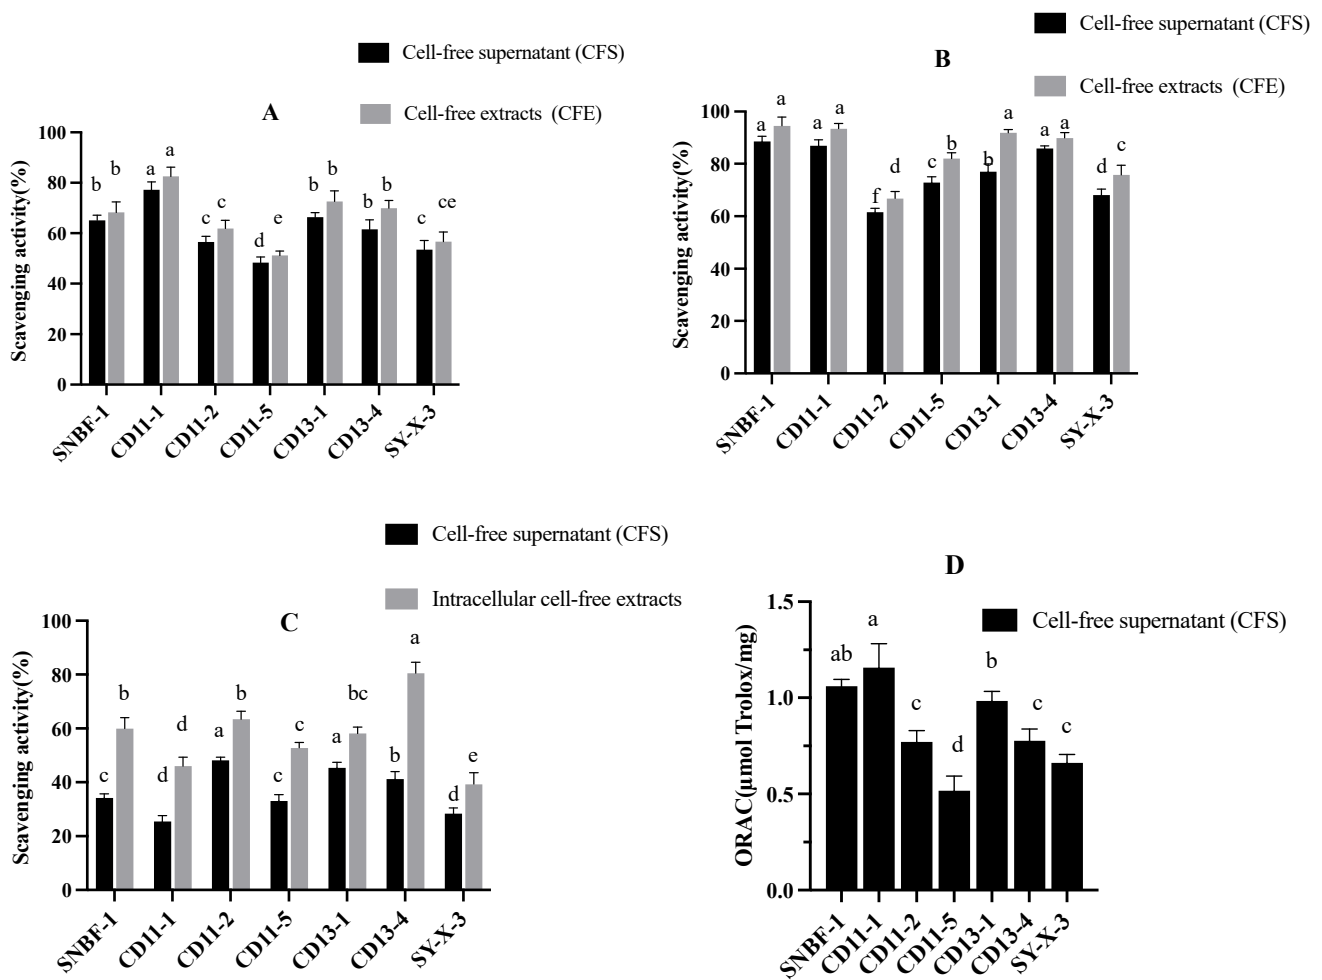 Cell-free supernatant (CFS)
Cell-free extracts (CFE)
A
Scavenging activity(%)
100
80
60
40
20
0
b b a a c c d e b b b b c ce
SNBF-1 CD11-1 CD11-2 CD11-5 CD13-1 CD13-4 SY-X-3
Cell-free supernatant (CFS)
Cell-free extracts (CFE)
B
Scavenging activity(%)
100
80
60
40
20
0
a a a a f d c b b a a a d c
SNBF-1 CD11-1 CD11-2 CD11-5 CD13-1 CD13-4 SY-X-3
Cell-free supernatant (CFS)
Intracellular cell-free extracts
C
Scavenging activity(%)
100
80
60
40
20
0
c b d d a b c c a bc b a d e
SNBF-1 CD11-1 CD11-2 CD11-5 CD13-1 CD13-4 SY-X-3
D
Cell-free supernatant (CFS)
ORAC(μmol Trolox/mg)
1.5
1.0
0.5
0.0
ab a c d b c c
SNBF-1 CD11-1 CD11-2 CD11-5 CD13-1 CD13-4 SY-X-3